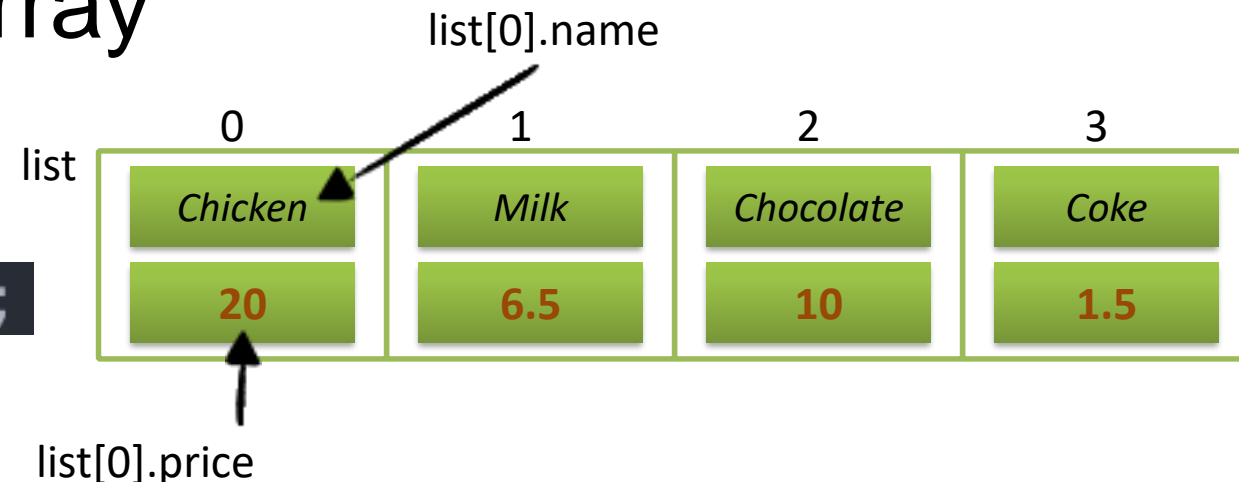 rray
list[0].name
0 1 2 3
list
Chicken Milk Chocolate Coke
;
20 6.5 10 1.5
list[0].price